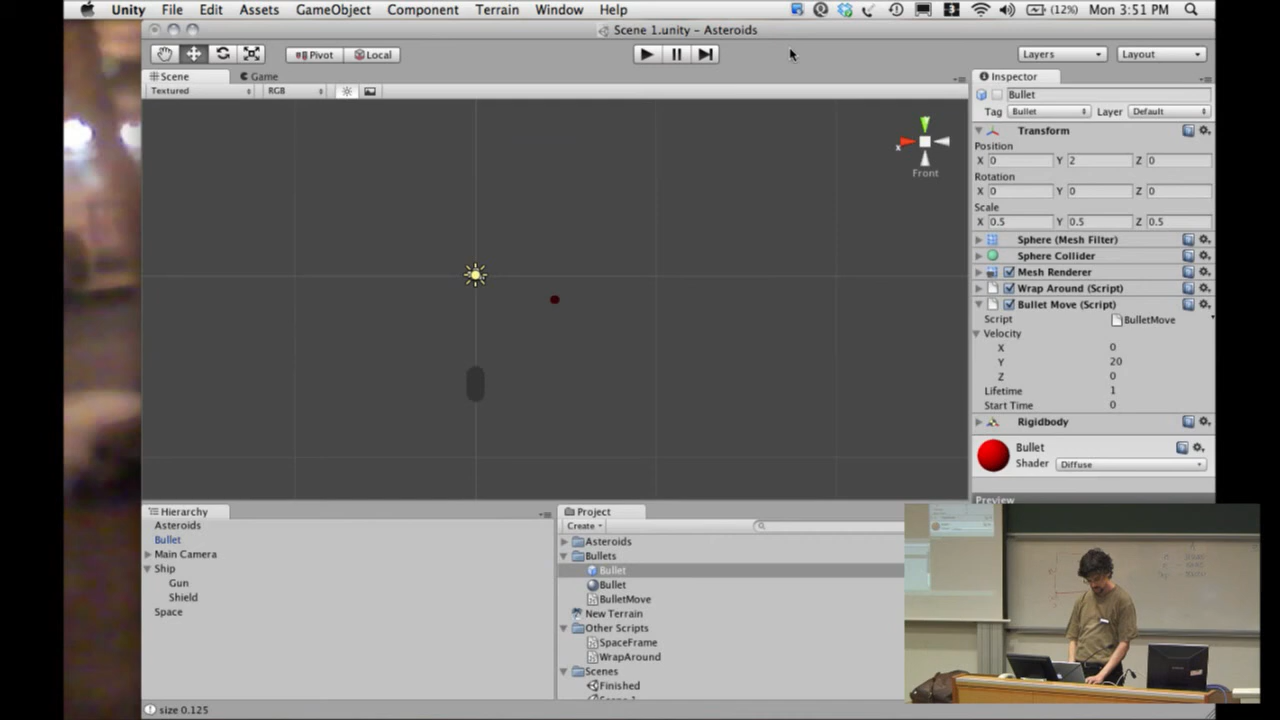 Unity File Edit Assets GameObject Component Terrain Window Help (12%) Mon 3:51 PM
Scene 1.unity - Asteroids
Pivot Local Layers Layout
Scene Game Inspector
Textured RGB Bullet
Tag Bullet Layer Default
Transform
Position
X 0 Y 2 Z 0
Rotation
X 0 Y 0 Z 0
Scale
X 0.5 Y 0.5 Z 0.5
x
Front
Sphere (Mesh Filter)
Sphere Collider
Mesh Renderer
Wrap Around (Script)
Bullet Move (Script)
Script BulletMove
Velocity
X 0
Y 20
Z 0
Lifetime 1
Start Time 0
Rigidbody
Bullet
Shader Diffuse
Preview
Hierarchy
Asteroids
Bullet
Main Camera
Ship
Gun
Shield
Space
Project
Create
Asteroids
Bullets
Bullet
Bullet
BulletMove
New Terrain
Other Scripts
SpaceFrame
WrapAround
Scenes
Finished
size 0.125